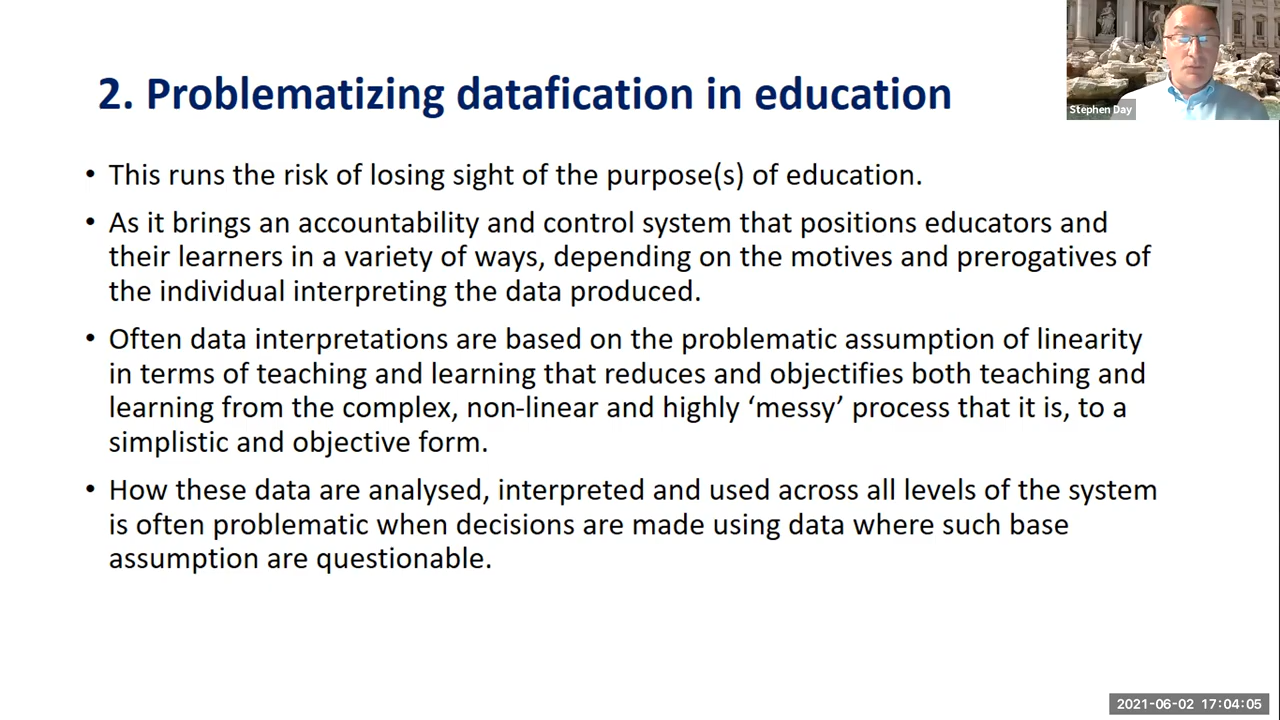 2. Problematizing datafication in education
Stephen Day
• This runs the risk of losing sight of the purpose(s) of education.
• As it brings an accountability and control system that positions educators and
their learners in a variety of ways, depending on the motives and prerogatives of
the individual interpreting the data produced.
• Often data interpretations are based on the problematic assumption of linearity
in terms of teaching and learning that reduces and objectifies both teaching and
learning from the complex, non-linear and highly ‘messy’ process that it is, to a
simplistic and objective form.
• How these data are analysed, interpreted and used across all levels of the system
is often problematic when decisions are made using data where such base
assumption are questionable.
2021-06-02 17:04:05